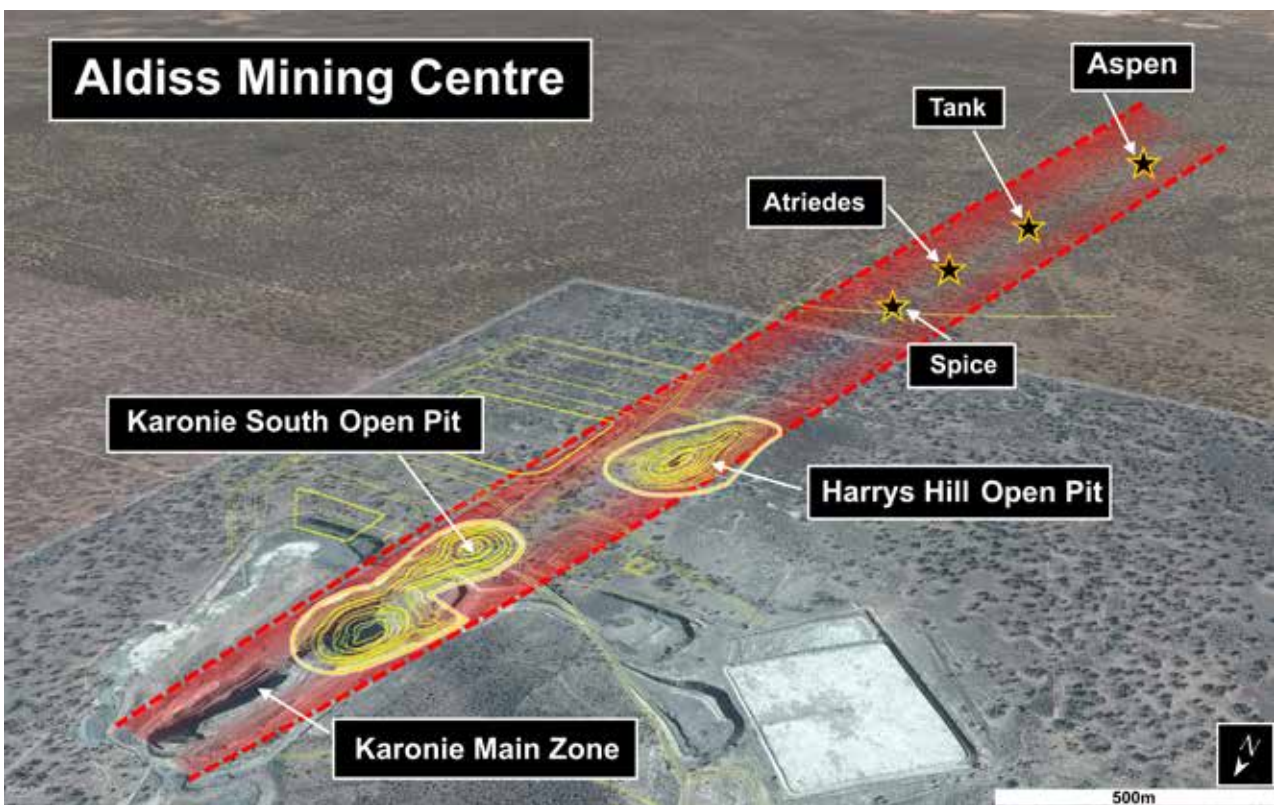 Aldiss Mining Centre
Aspen
Tank
Atriedes
Spice
Karonie South Open Pit
Harrys Hill Open Pit
Karonie Main Zone
N
500m